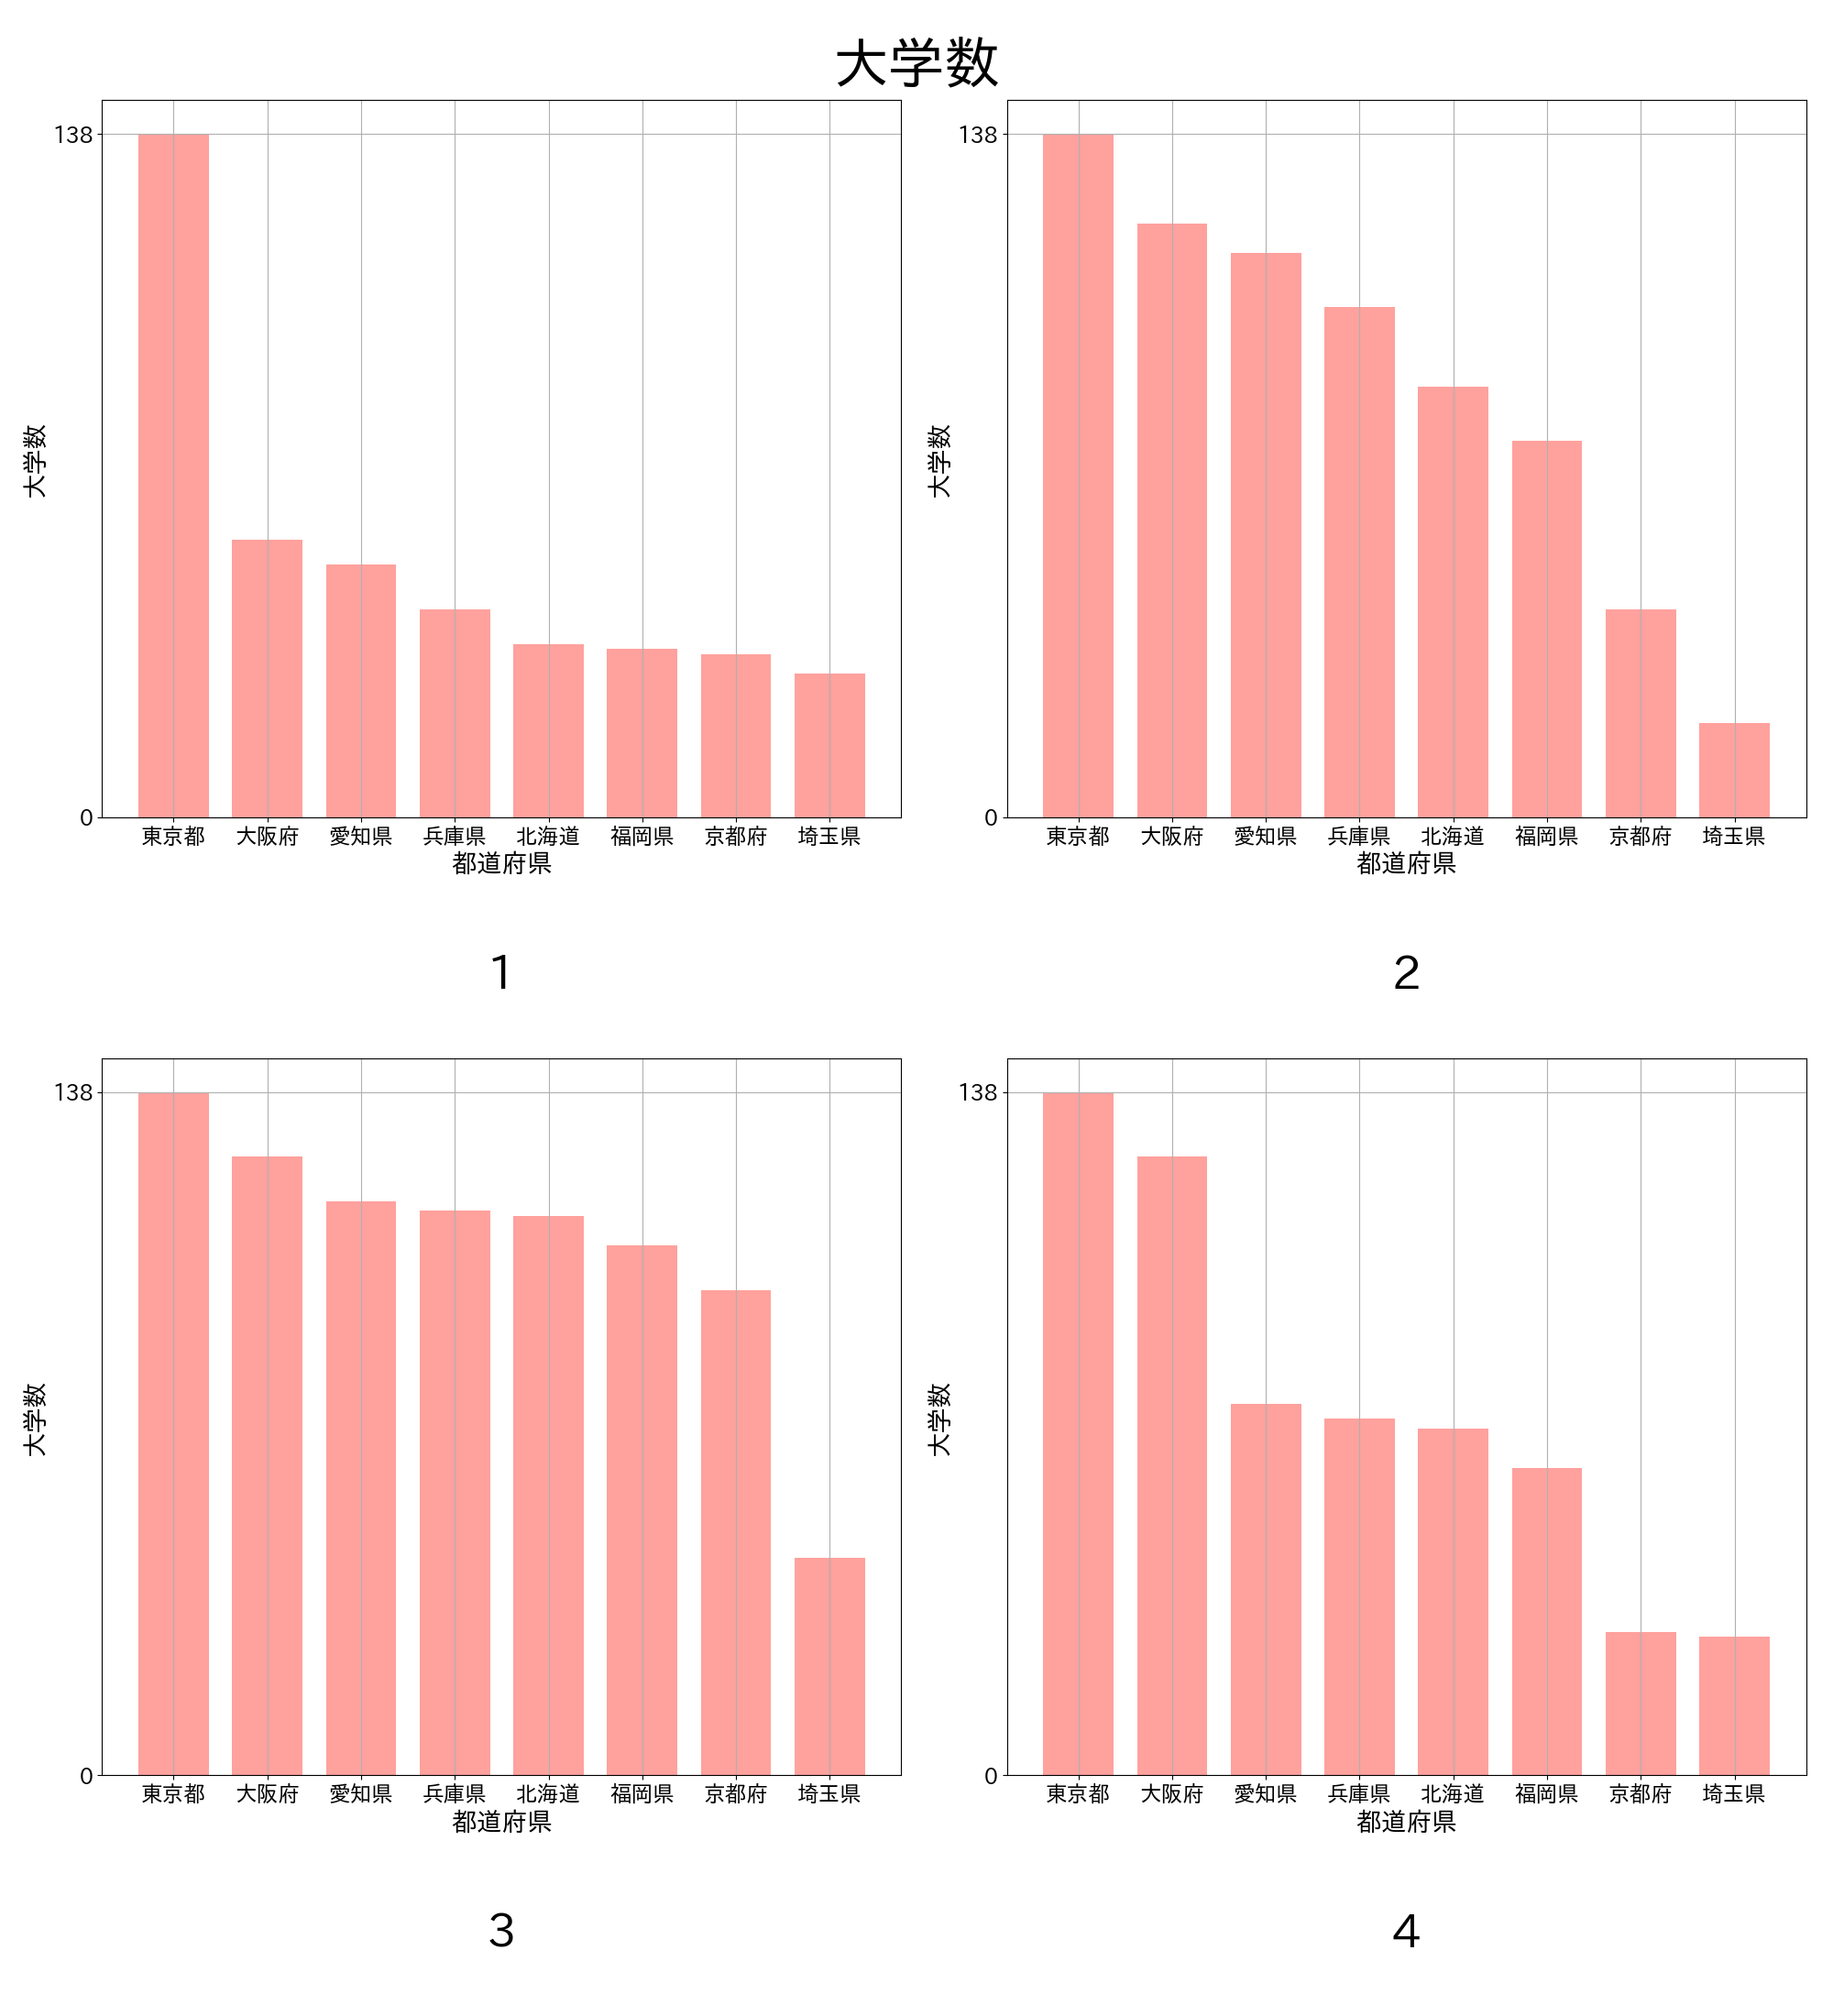 大学数
138
0
大学数
東京都 大阪府 愛知県 兵庫県 北海道 福岡県 京都府 埼玉県
都道府県
1
138
0
大学数
東京都 大阪府 愛知県 兵庫県 北海道 福岡県 京都府 埼玉県
都道府県
2
138
0
大学数
東京都 大阪府 愛知県 兵庫県 北海道 福岡県 京都府 埼玉県
都道府県
3
138
0
大学数
東京都 大阪府 愛知県 兵庫県 北海道 福岡県 京都府 埼玉県
都道府県
4